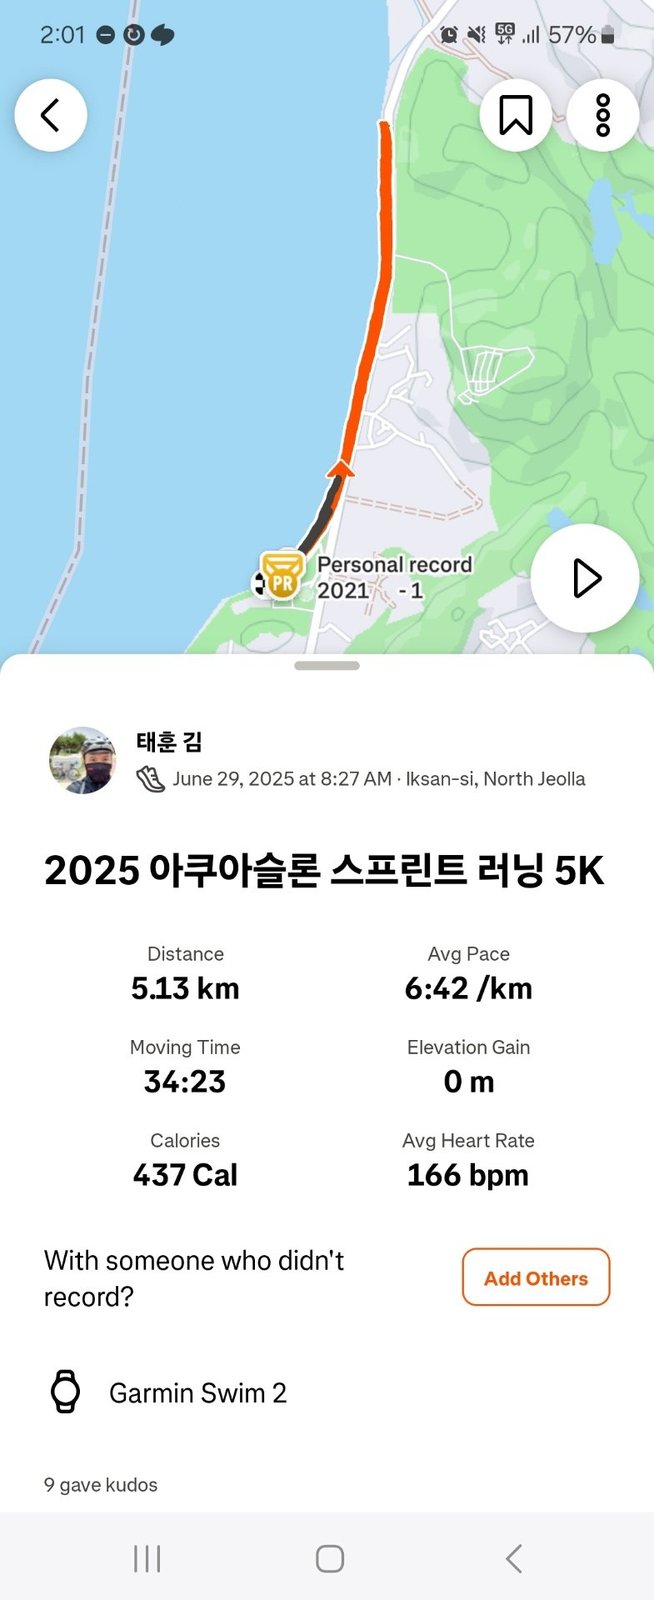 2:01
5G
57%
Personal record
2021 -1
PR
태훈 김
June 29, 2025 at 8:27 AM · Iksan-si, North Jeolla
2025 아쿠아슬론 스프린트 러닝 5K
Distance
Avg Pace
5.13 km
6:42 /km
Moving Time
Elevation Gain
34:23
0 m
Calories
Avg Heart Rate
437 Cal
166 bpm
With someone who didn't
record?
Add Others
Garmin Swim 2
9 gave kudos